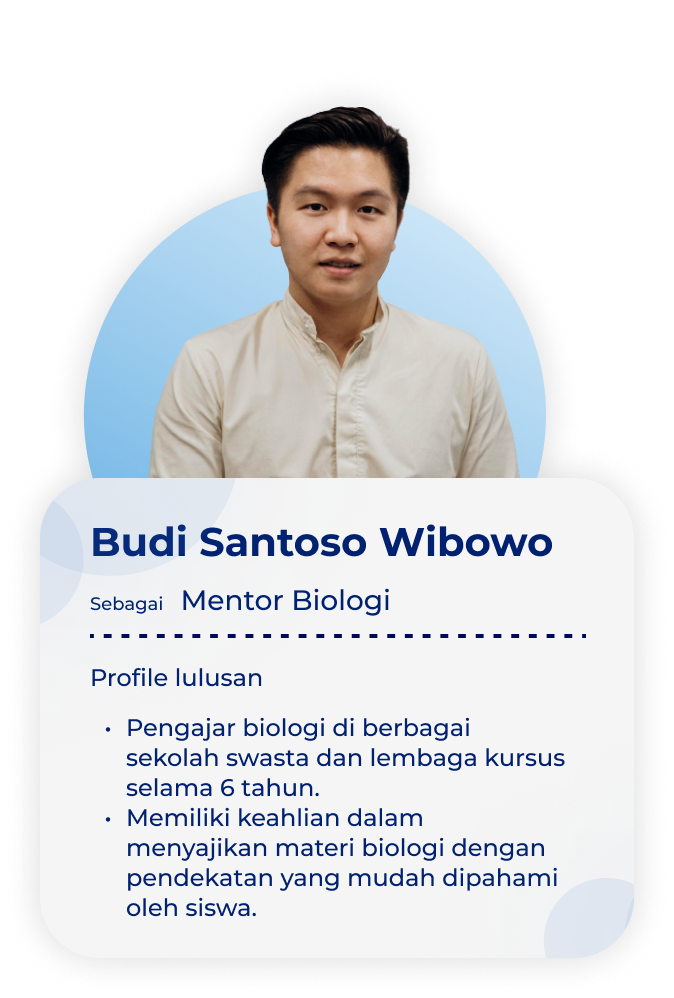 Budi Santoso Wibowo
Sebagai Mentor Biologi
Profile lulusan
• Pengajar biologi di berbagai
sekolah swasta dan lembaga kursus
selama 6 tahun.
• Memiliki keahlian dalam
menyajikan materi biologi dengan
pendekatan yang mudah dipahami
oleh siswa.